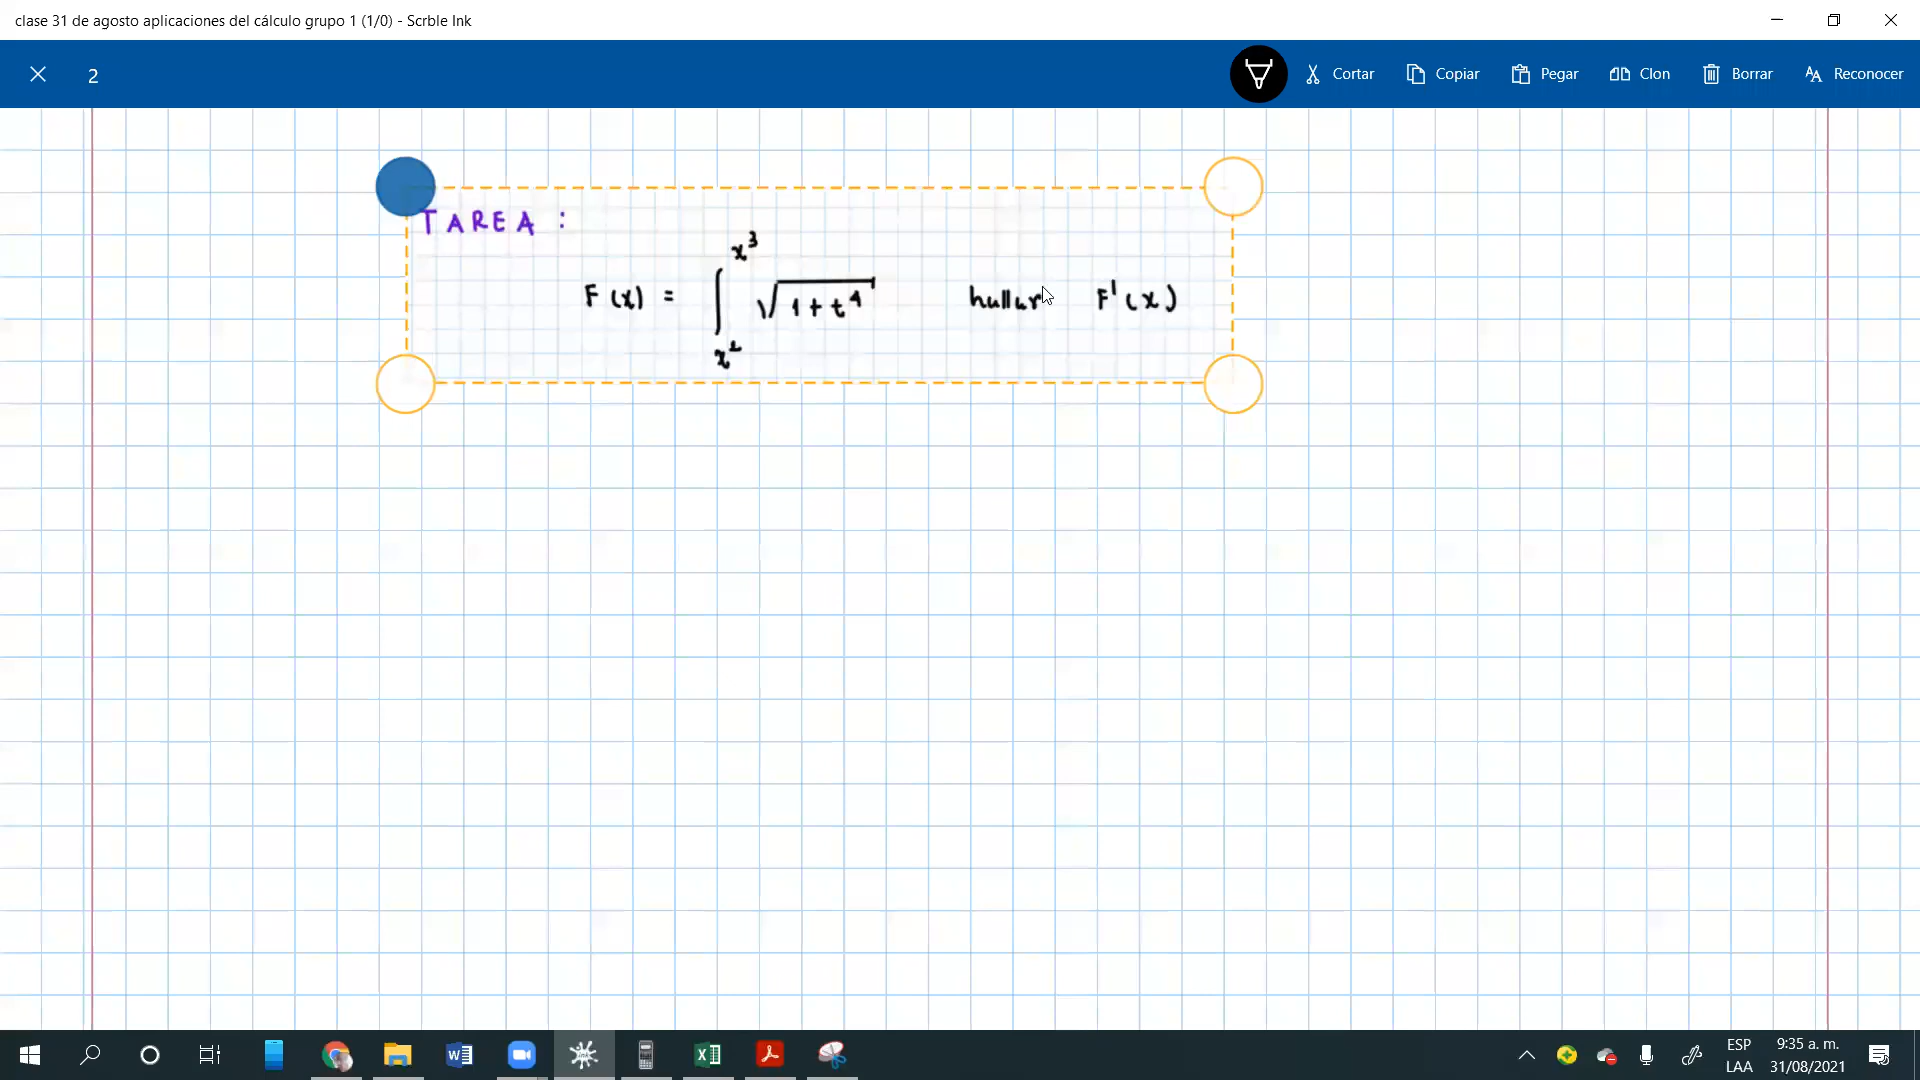 clase 31 de agosto aplicaciones del cálculo grupo 1 (1/0) - Scrble Ink
2 Cortar Copiar Pegar Clon Borrar Reconocer
TAREA :
x³
F(x) = ∫ √1+t⁴ hallar F'(x)
x²
ESP 9:35 a. m.
LAA 31/08/2021